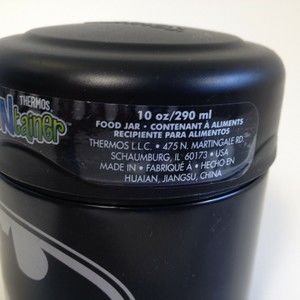 THERMOS
tainer
10 oz/290 ml
FOOD JAR • CONTENANT À ALIMENTS
RECIPIENTE PARA ALIMENTOS
THERMOS L.L.C. • 475 N. MARTINGALE RD.
SCHAUMBURG, IL 60173 • USA
MADE IN • FABRIQUÉ À • HECHO EN
HUAIAN, JIANGSU, CHINA